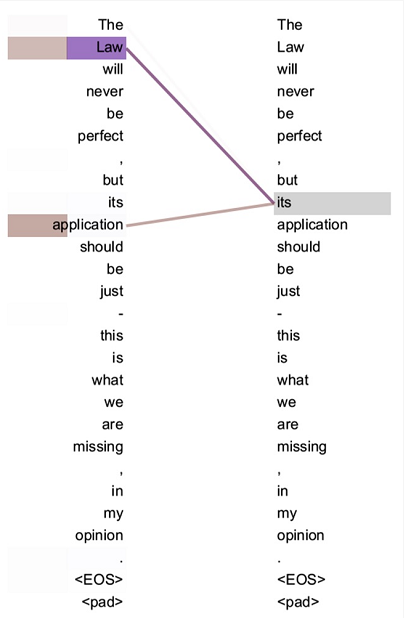 The The
Law Law
will will
never never
be be
perfect perfect
, ,
but but
its its
application application
should should
be be
just just
- -
this this
is is
what what
we we
are are
missing missing
, ,
in in
my my
opinion opinion
. .
<EOS> <EOS>
<pad> <pad>